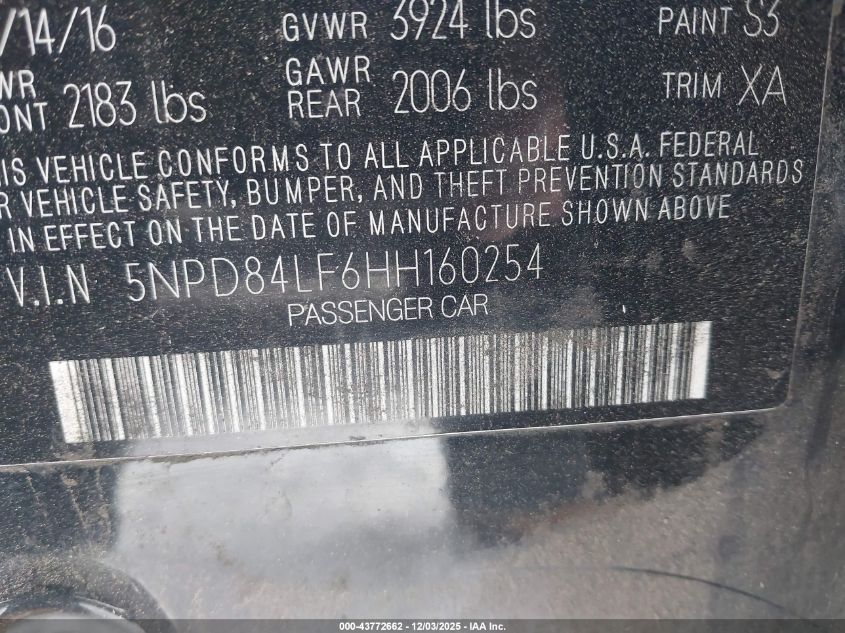 /14/16 GVWR 3924 lbs PAINT S3
WR GAWR
ONT 2183 lbs REAR 2006 lbs TRIM XA
IS VEHICLE CONFORMS TO ALL APPLICABLE U.S.A. FEDERAL
R VEHICLE SAFETY, BUMPER, AND THEFT PREVENTION STANDARDS
IN EFFECT ON THE DATE OF MANUFACTURE SHOWN ABOVE
V.I.N 5NPD84LF6HH160254
PASSENGER CAR
000-43772662 - 12/03/2025 - IAA Inc.